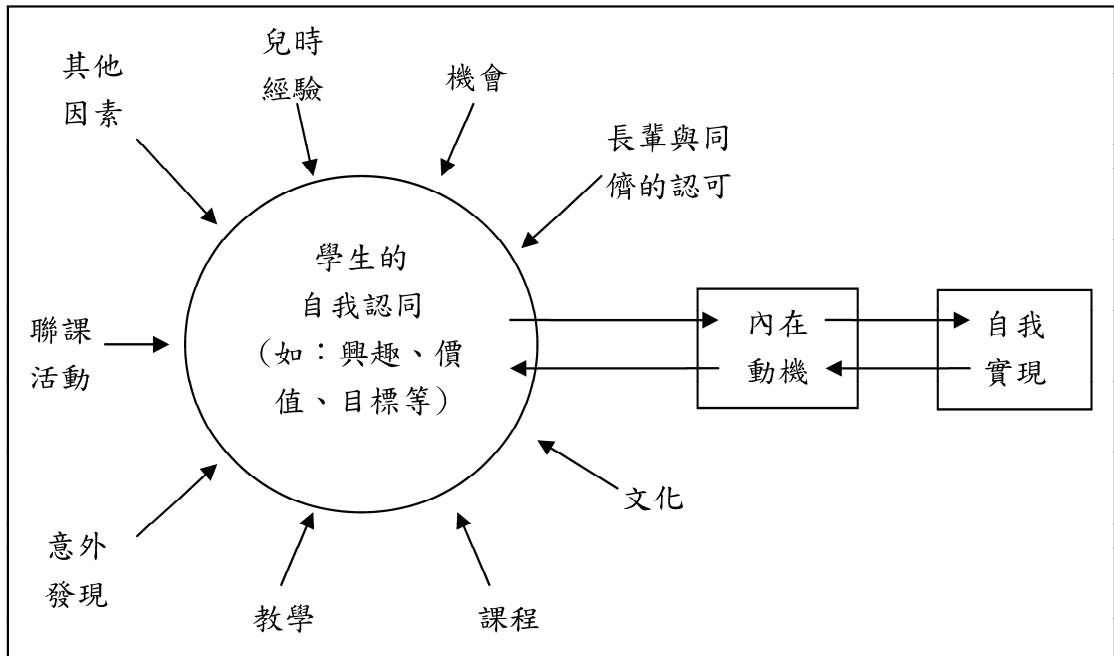 其他
因素
兒時
經驗
機會
長輩與同
儕的認可
學生的
自我認同
（如：興趣、價
值、目標等）
內在
動機
自我
實現
聯課
活動
意外
發現
教學
課程
文化